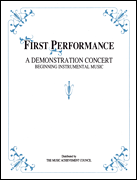 FIRST PERFORMANCE
A DEMONSTRATION CONCERT
BEGINNING INSTRUMENTAL MUSIC
Distributed by
THE MUSIC ACHIEVEMENT COUNCIL